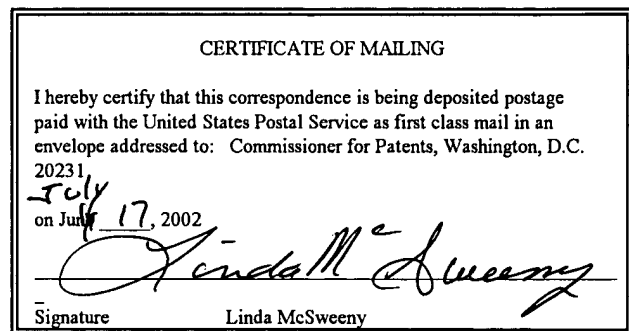 CERTIFICATE OF MAILING
I hereby certify that this correspondence is being deposited postage
paid with the United States Postal Service as first class mail in an
envelope addressed to: Commissioner for Patents, Washington, D.C.
20231
July
on June 17, 2002
Linda McSweeny
Signature Linda McSweeny